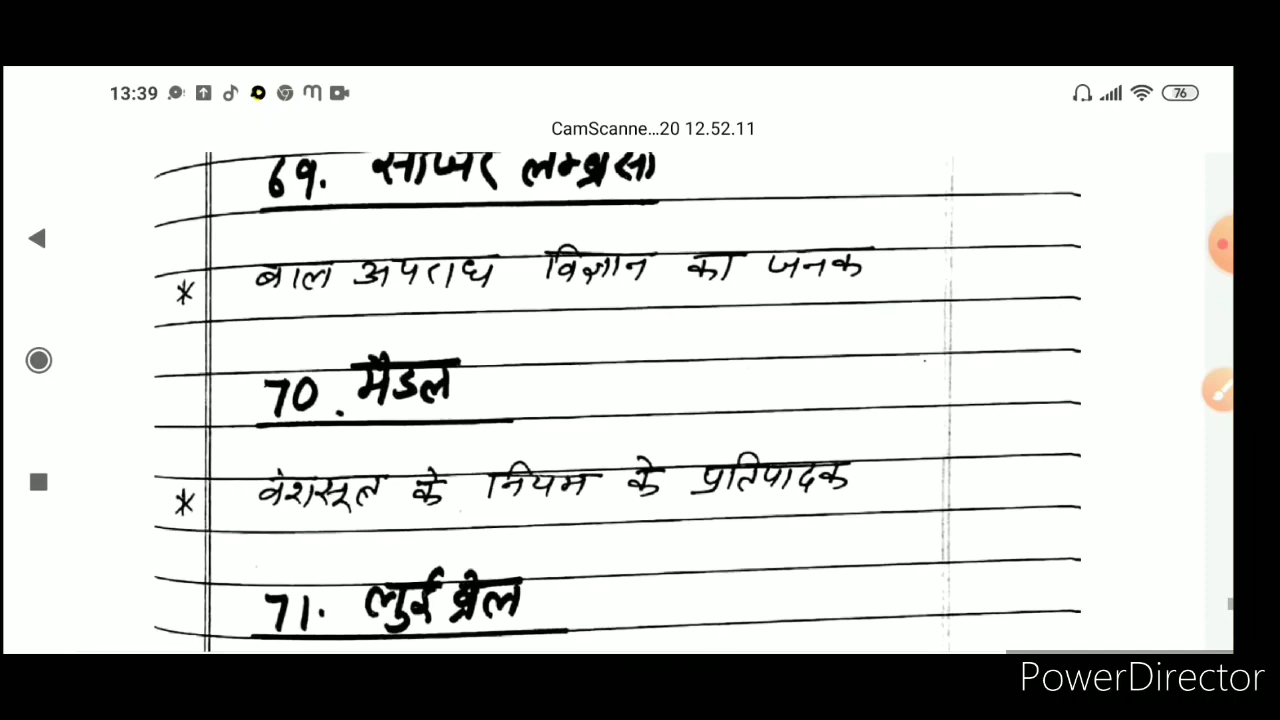 13:39
76
CamScanne...20 12.52.11
69. साजर लम्ब्रसा
* बाल अपराध विज्ञान का जनक
70. मैडल
* वंशसूल के नियम के प्रतिपादक
71. लुई ब्रेल
PowerDirector